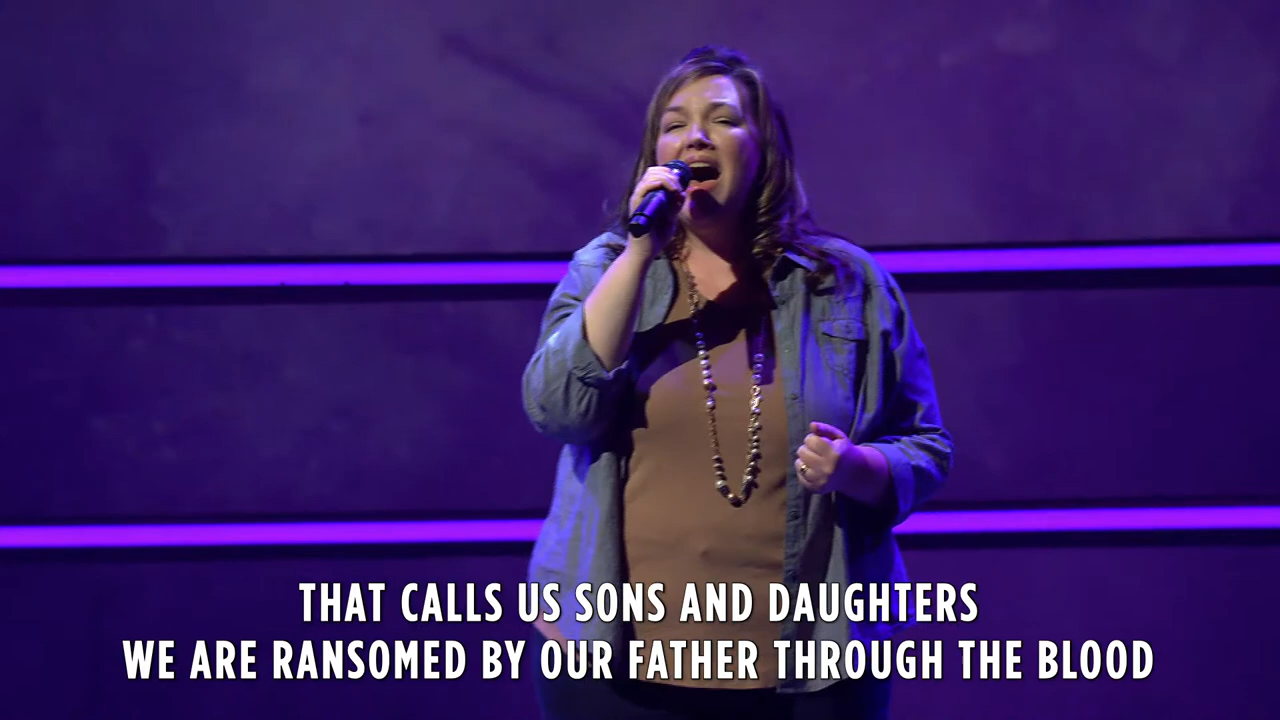 THAT CALLS US SONS AND DAUGHTERS
WE ARE RANSOMED BY OUR FATHER THROUGH THE BLOOD